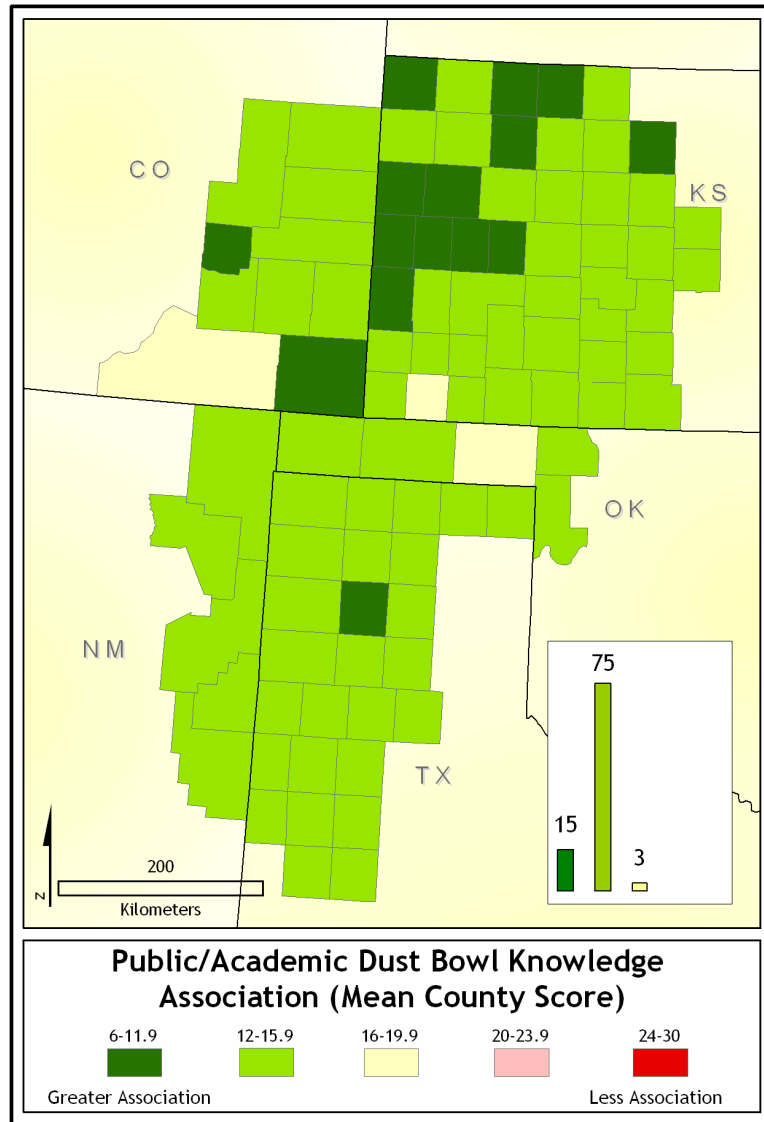 CO
KS
OK
NM
TX
75
15
3
200
Kilometers
N
Public/Academic Dust Bowl Knowledge
Association (Mean County Score)
6-11.9 12-15.9 16-19.9 20-23.9 24-30
Greater Association Less Association